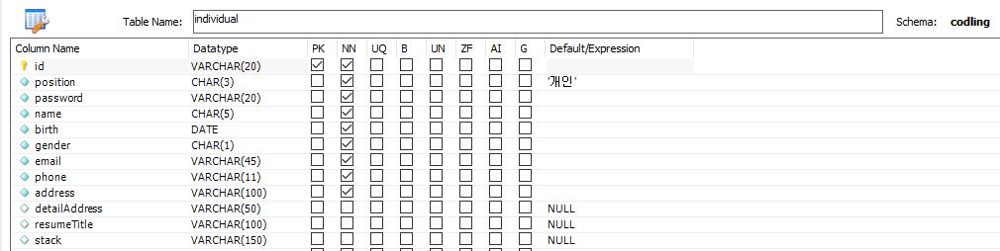 Table Name: individual Schema: codling
Column Name Datatype PK NN UQ B UN ZF AI G Default/Expression
id VARCHAR(20)
position CHAR(3) '개인'
password VARCHAR(20)
name CHAR(5)
birth DATE
gender CHAR(1)
email VARCHAR(45)
phone VARCHAR(11)
address VARCHAR(100)
detailAddress VARCHAR(50) NULL
resumeTitle VARCHAR(100) NULL
stack VARCHAR(150) NULL